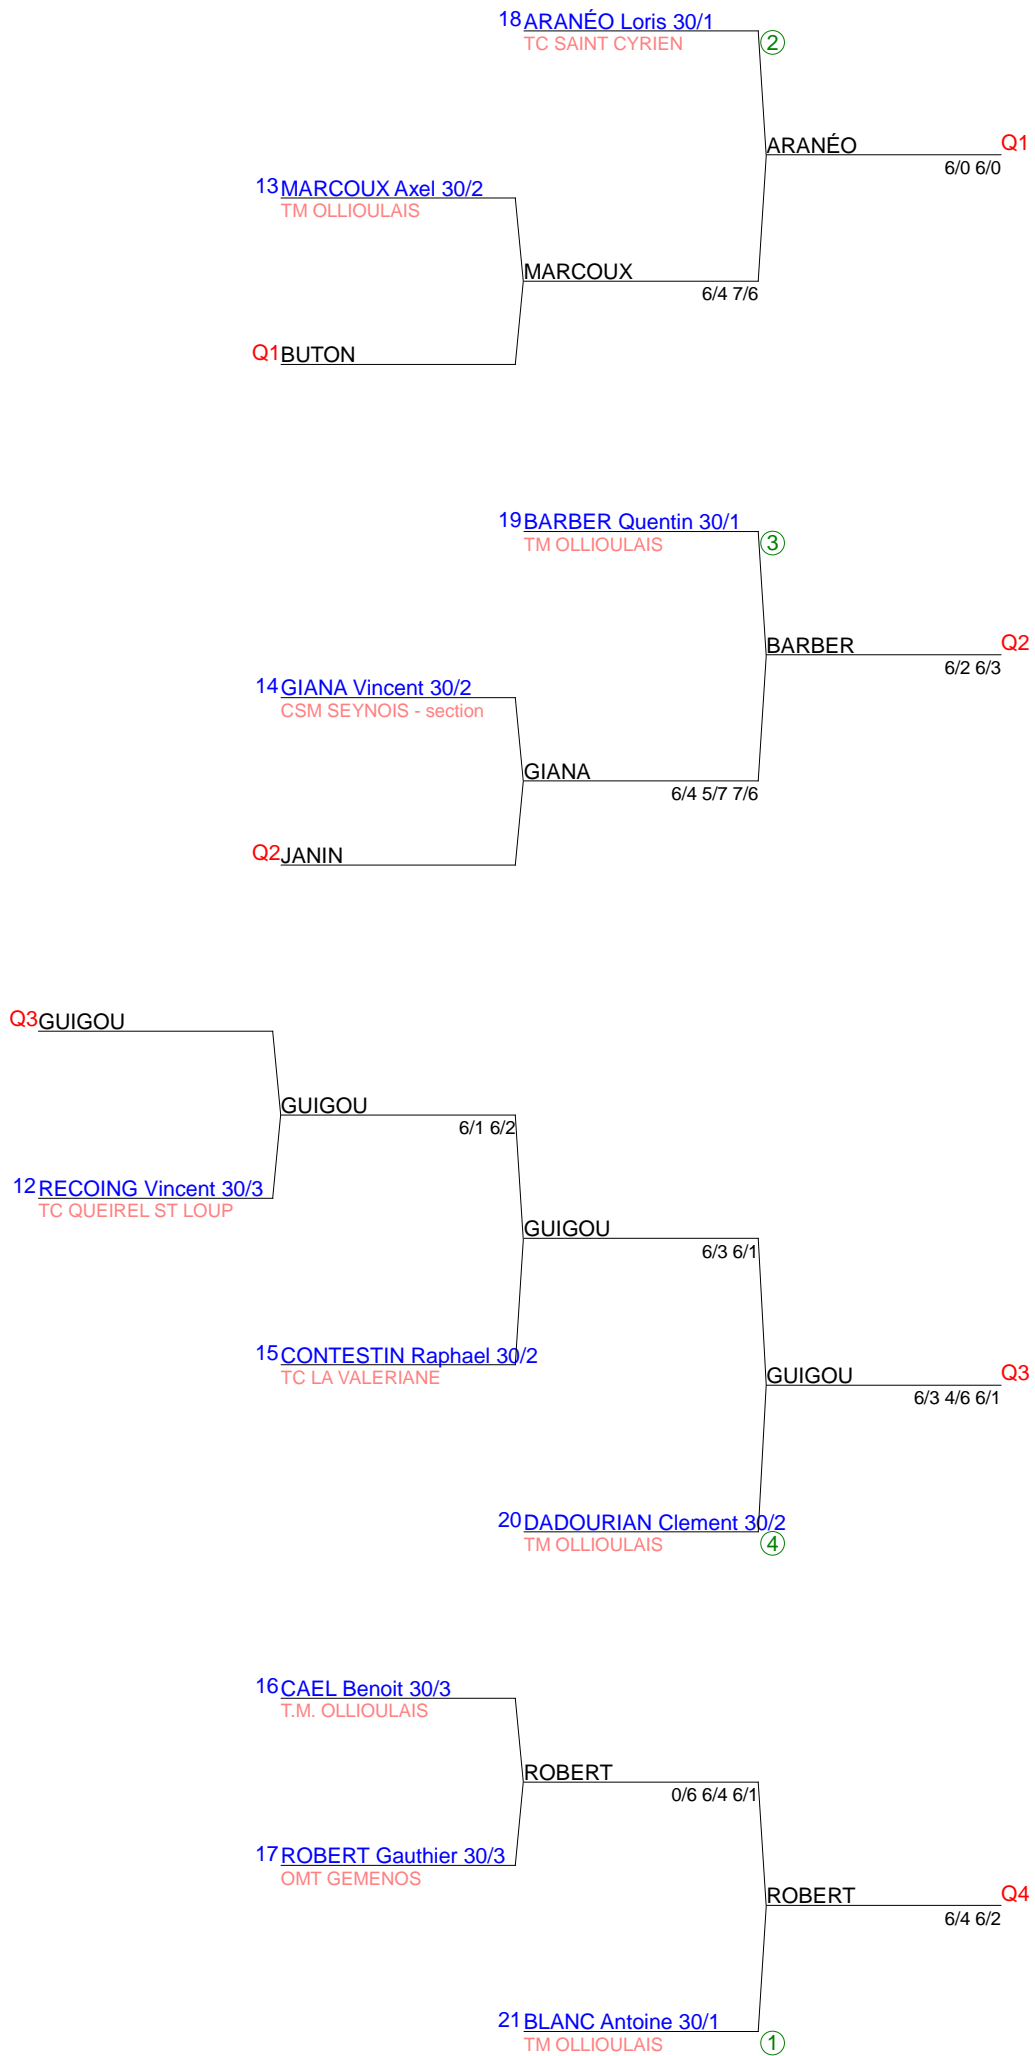 18 ARANÉO Loris 30/1
TC SAINT CYRIEN
2
ARANÉO Q1
6/0 6/0
13 MARCOUX Axel 30/2
TM OLLIOULAIS
MARCOUX
6/4 7/6
Q1 BUTON
19 BARBER Quentin 30/1
TM OLLIOULAIS
3
BARBER Q2
6/2 6/3
14 GIANA Vincent 30/2
CSM SEYNOIS - section
GIANA
6/4 5/7 7/6
Q2 JANIN
Q3 GUIGOU
GUIGOU
6/1 6/2
12 RECOING Vincent 30/3
TC QUEIREL ST LOUP
GUIGOU
6/3 6/1
15 CONTESTIN Raphael 30/2
TC LA VALERIANE
GUIGOU Q3
6/3 4/6 6/1
20 DADOURIAN Clement 30/2
TM OLLIOULAIS
4
16 CAEL Benoit 30/3
T.M. OLLIOULAIS
ROBERT
0/6 6/4 6/1
17 ROBERT Gauthier 30/3
OMT GEMENOS
ROBERT Q4
6/4 6/2
21 BLANC Antoine 30/1
TM OLLIOULAIS
1